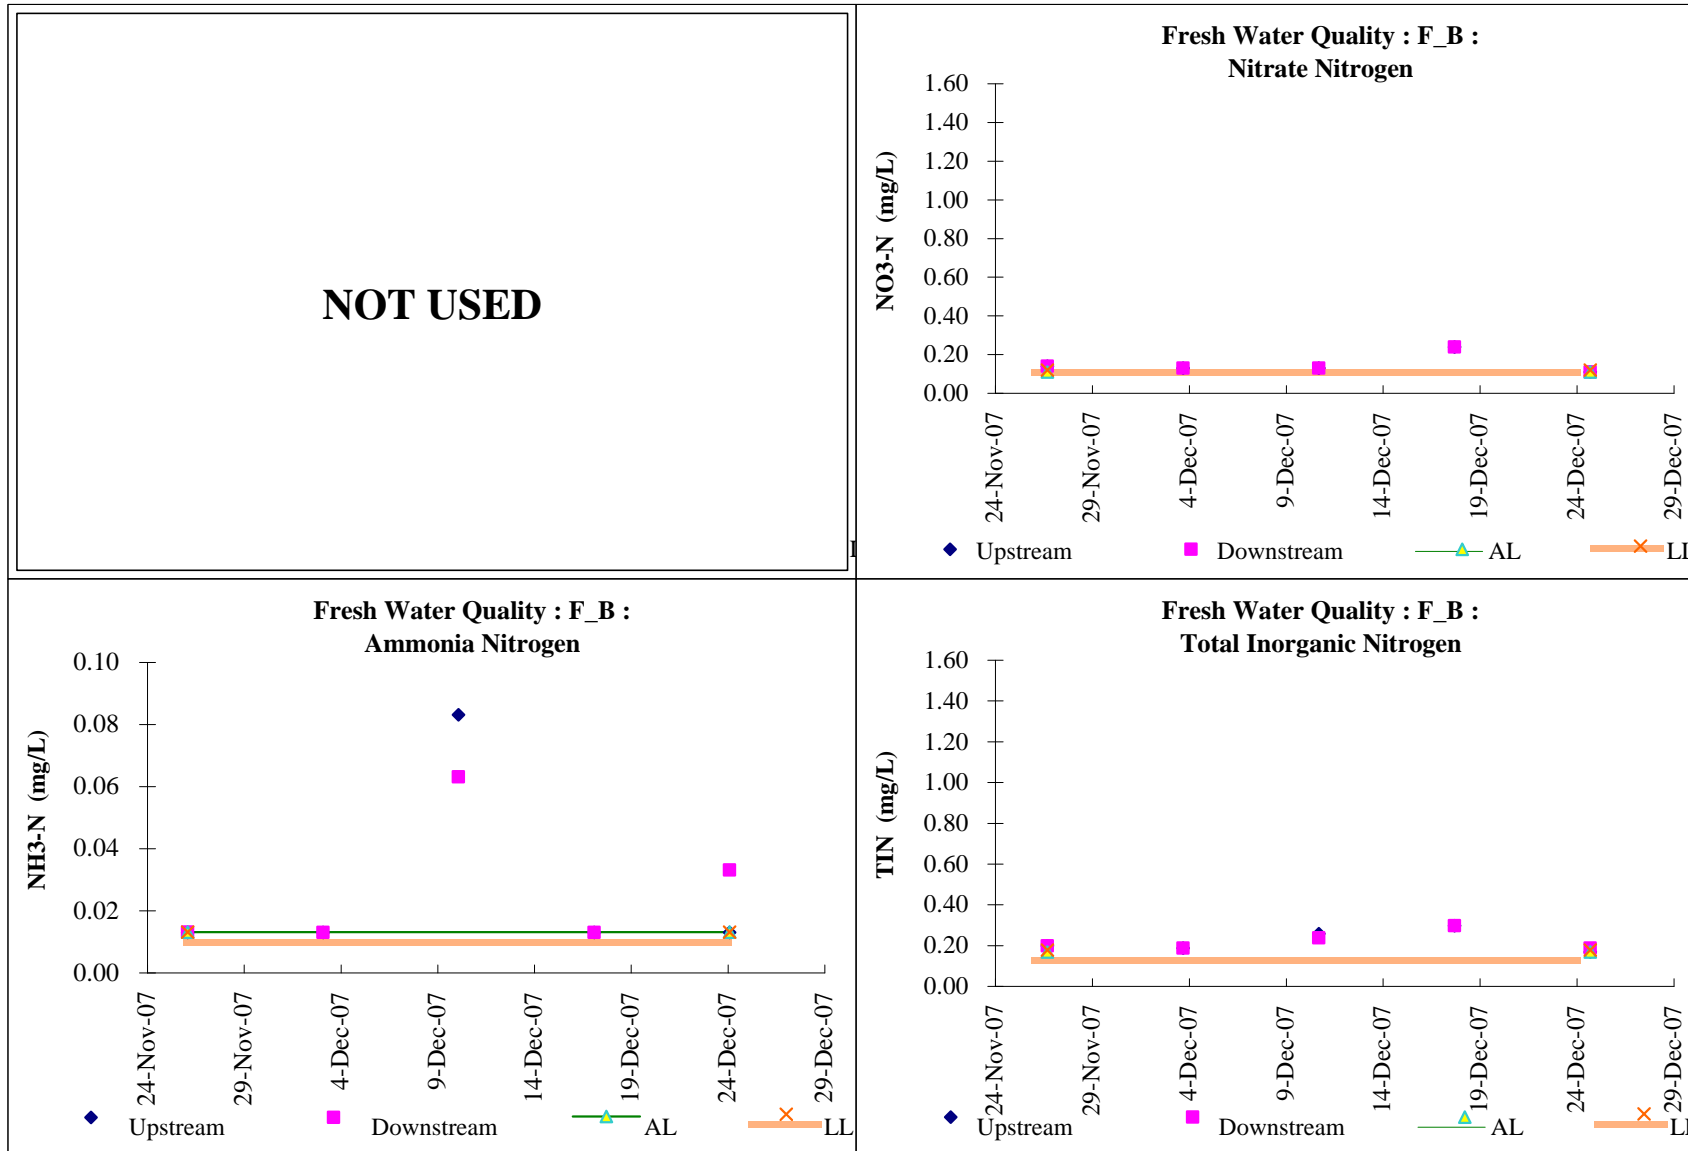 NOT USED
Fresh Water Quality : F_B :
Nitrate Nitrogen
NO3-N (mg/L)
1.60
1.40
1.20
1.00
0.80
0.60
0.40
0.20
0.00
24-Nov-07
29-Nov-07
4-Dec-07
9-Dec-07
14-Dec-07
19-Dec-07
24-Dec-07
29-Dec-07
Upstream Downstream AL LL
Fresh Water Quality : F_B :
Ammonia Nitrogen
NH3-N (mg/L)
0.10
0.08
0.06
0.04
0.02
0.00
24-Nov-07
29-Nov-07
4-Dec-07
9-Dec-07
14-Dec-07
19-Dec-07
24-Dec-07
29-Dec-07
Upstream Downstream AL LL
Fresh Water Quality : F_B :
Total Inorganic Nitrogen
TIN (mg/L)
1.60
1.40
1.20
1.00
0.80
0.60
0.40
0.20
0.00
24-Nov-07
29-Nov-07
4-Dec-07
9-Dec-07
14-Dec-07
19-Dec-07
24-Dec-07
29-Dec-07
Upstream Downstream AL LL